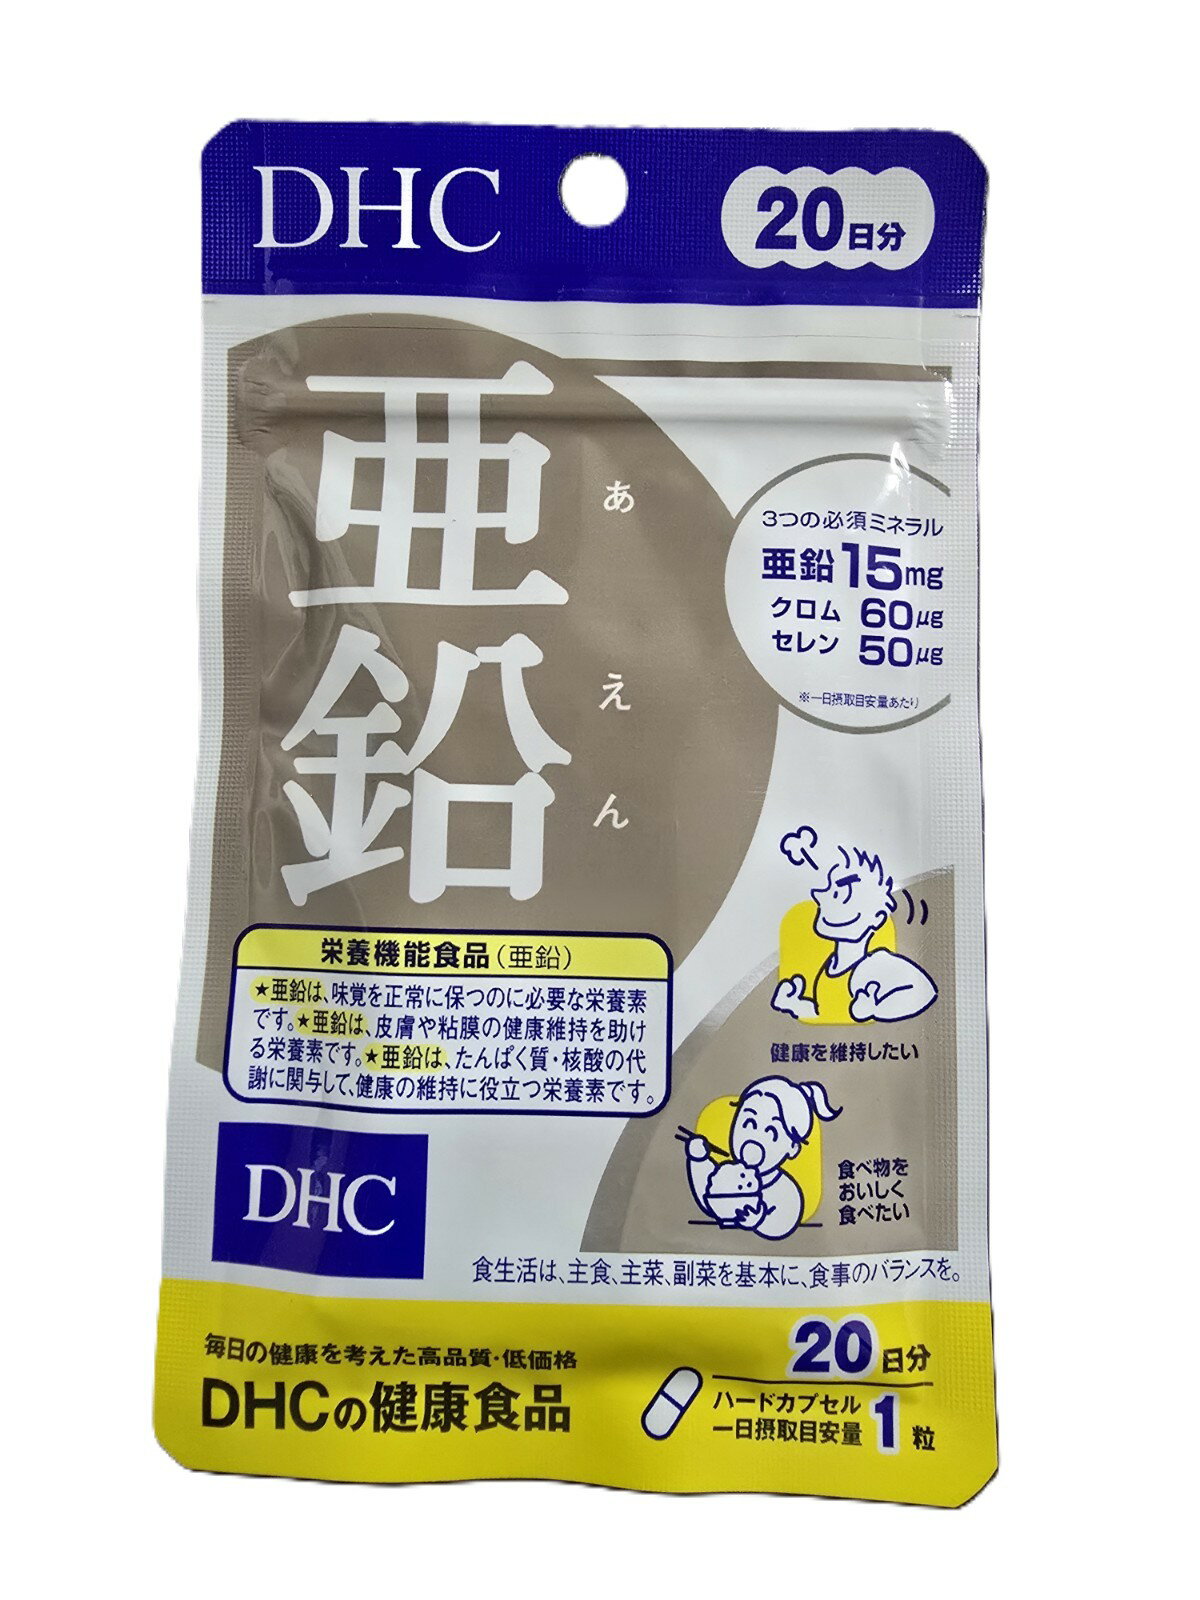 DHC
20日分
亜鉛
あえん
3つの必須ミネラル
亜鉛15mg
クロム 60μg
セレン 50μg
※一日摂取目安量あたり
栄養機能食品(亜鉛)
★亜鉛は、味覚を正常に保つのに必要な栄養素
です。★亜鉛は、皮膚や粘膜の健康維持を助け
る栄養素です。★亜鉛は、たんぱく質・核酸の代
謝に関与して、健康の維持に役立つ栄養素です。
健康を維持したい
食べ物を
おいしく
食べたい
DHC
食生活は、主食、主菜、副菜を基本に、食事のバランスを。
毎日の健康を考えた高品質・低価格
DHCの健康食品
20日分
ハードカプセル
一日摂取目安量 1粒